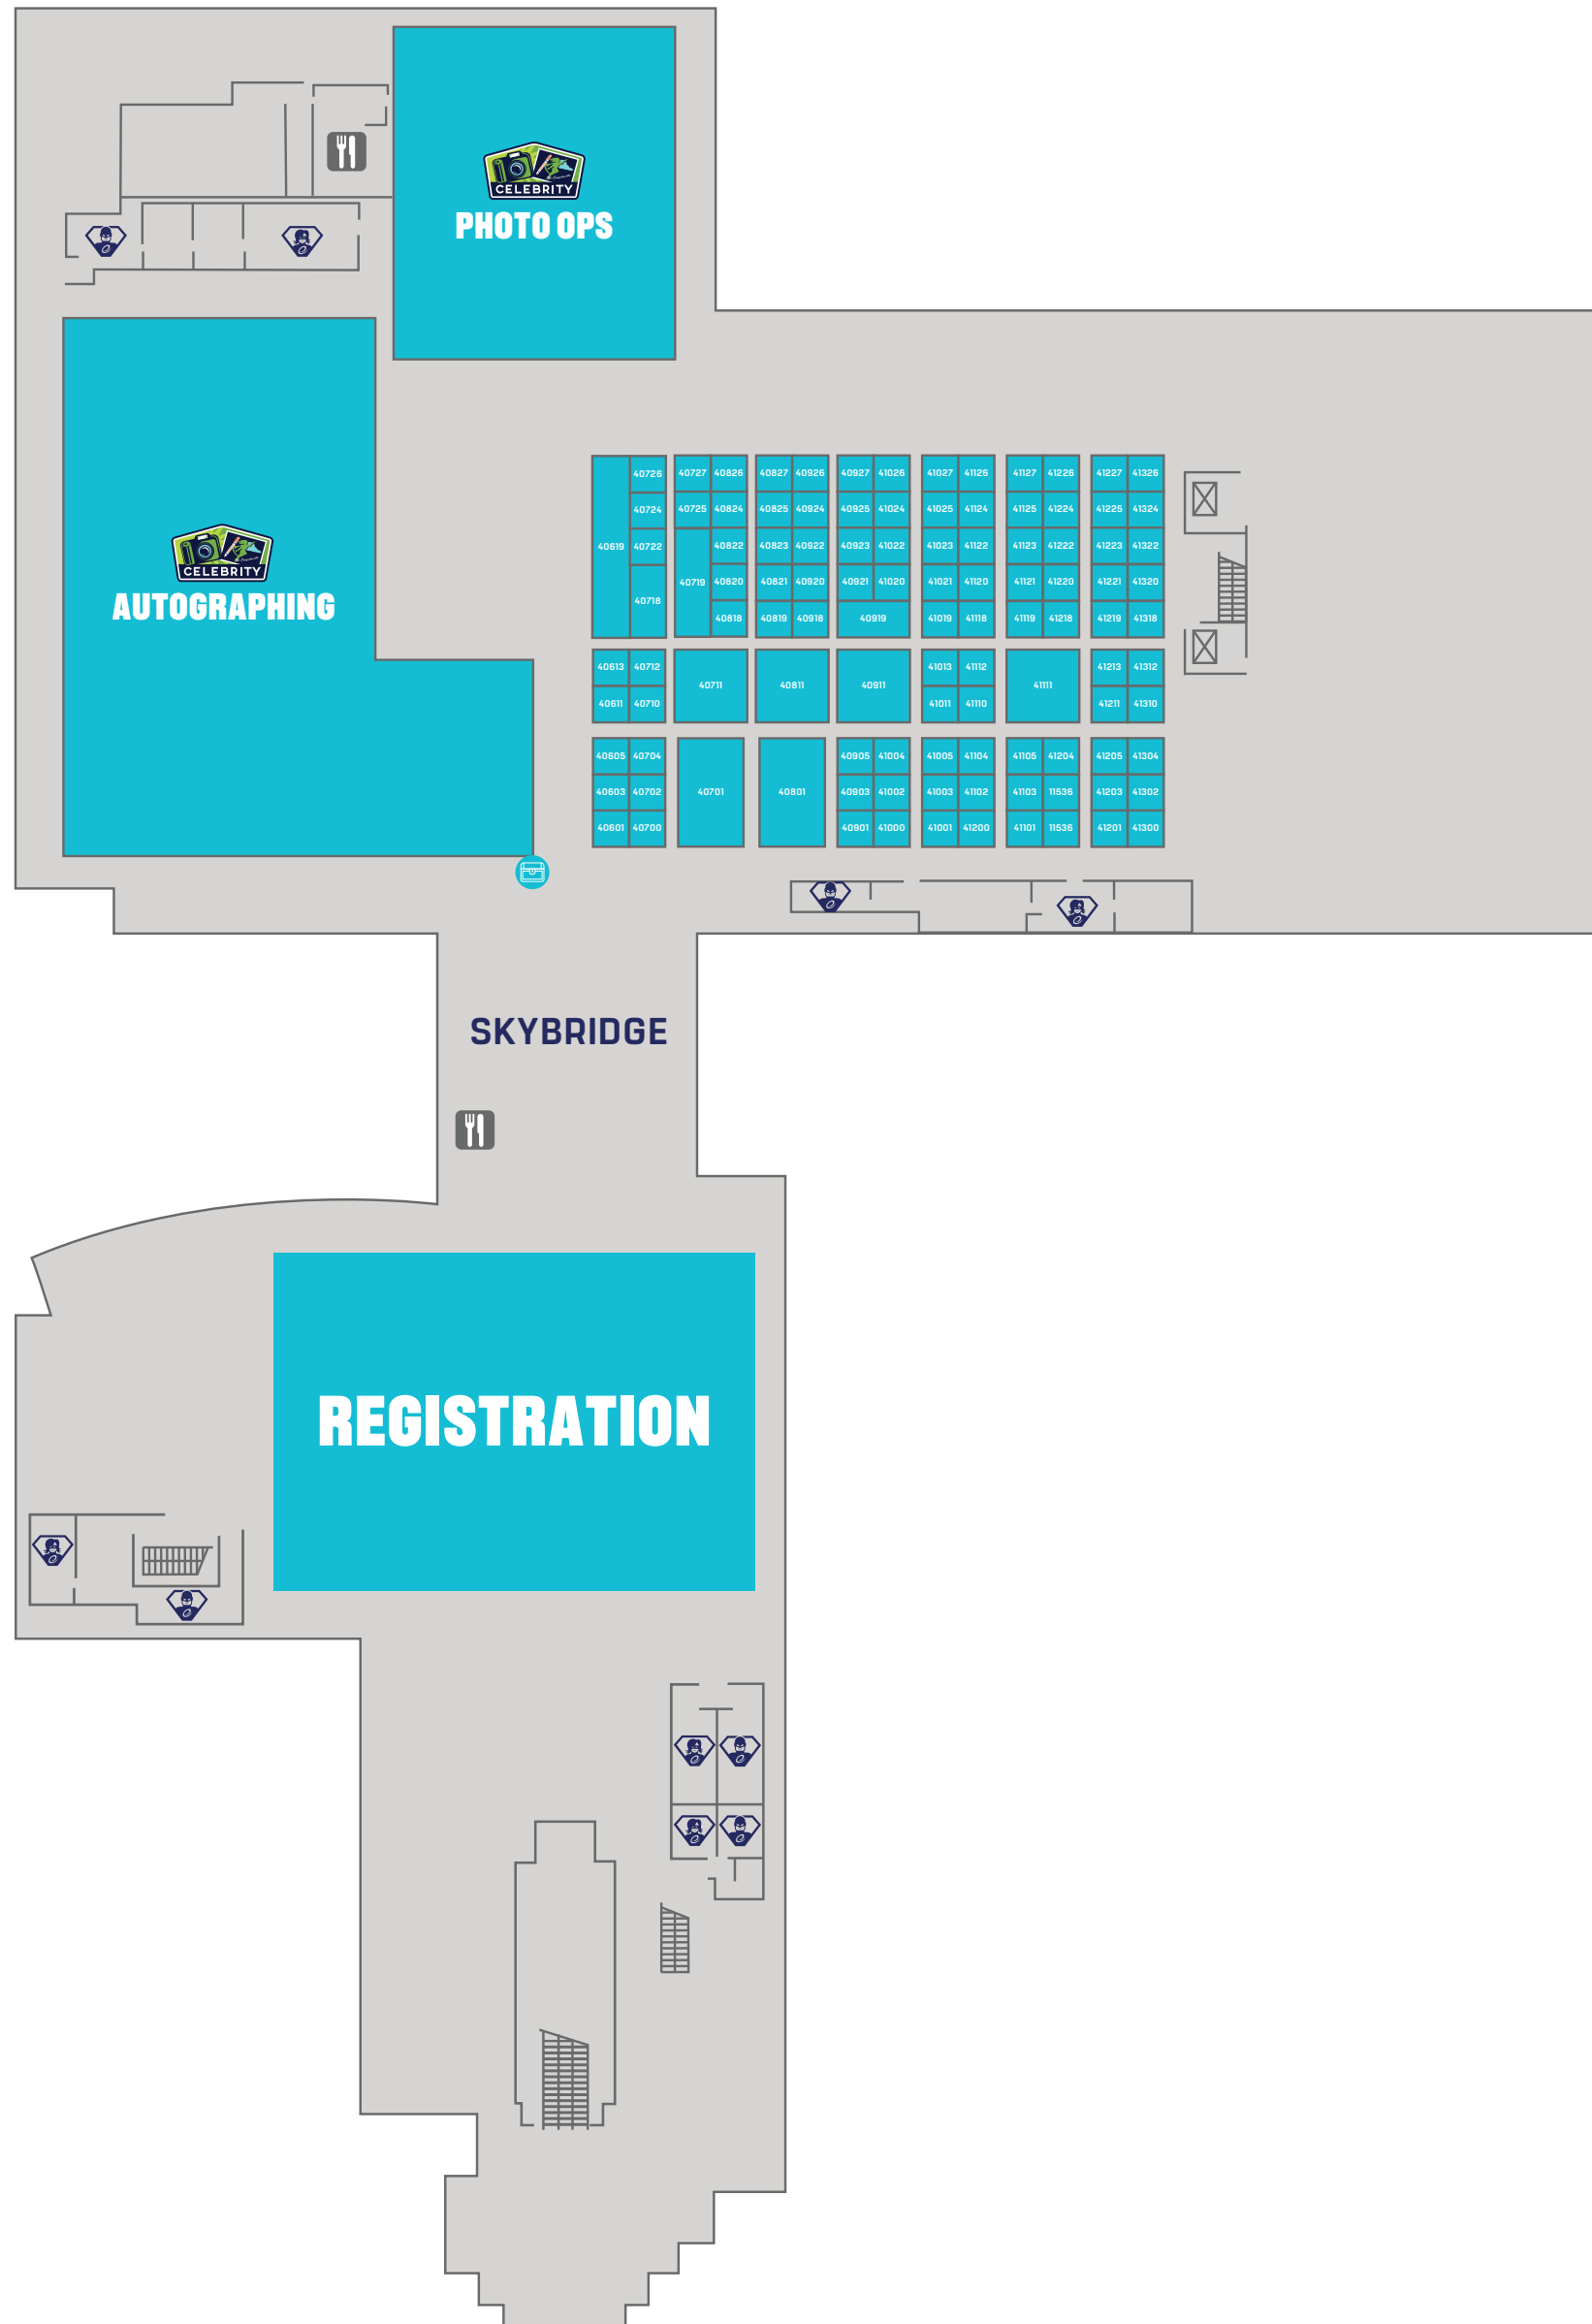 CELEBRITY
PHOTO OPS
CELEBRITY
AUTOGRAPHING
40726 40727 40826 40827 40926 40927 41026 41027 41126 41127 41226 41227 41326
40724 40725 40824 40825 40924 40925 41024 41025 41124 41125 41224 41225 41324
40619 40722 40822 40823 40922 40923 41022 41023 41122 41123 41222 41223 41322
40719 40820 40821 40920 40921 41020 41021 41120 41121 41220 41221 41320
40718 40818 40819 40918 40919 41019 41118 41119 41218 41219 41318
40613 40712 41013 41112 41213 41312
40711 40811 40911 41111
40611 40710 41011 41110 41211 41310
40605 40704 40905 41004 41005 41104 41105 41204 41205 41304
40603 40702 40701 40801 40903 41002 41003 41102 41103 11536 41203 41302
40601 40700 40901 41000 41001 41200 41101 11536 41201 41300
SKYBRIDGE
REGISTRATION